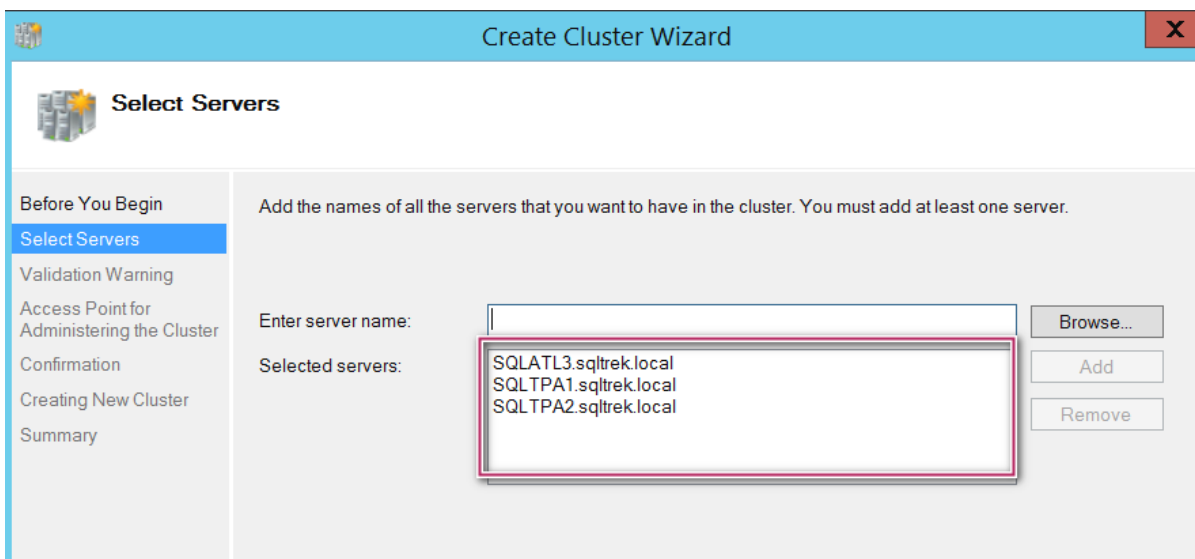 Create Cluster Wizard
X
Select Servers
Before You Begin
Select Servers
Validation Warning
Access Point for
Administering the Cluster
Confirmation
Creating New Cluster
Summary
Add the names of all the servers that you want to have in the cluster. You must add at least one server.
Enter server name:
Browse...
Selected servers:
SQLATL3.sqltrek.local
SQLTPA1.sqltrek.local
SQLTPA2.sqltrek.local
Add
Remove